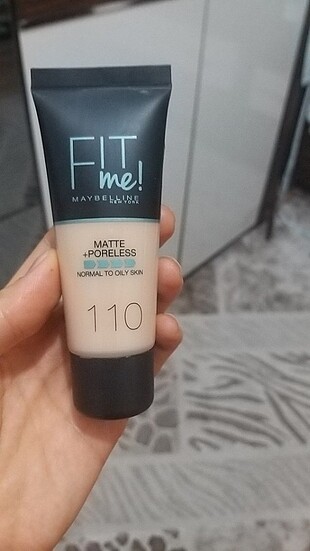 FIT
me!
MAYBELLINE
NEW YORK
MATTE
+PORELESS
NORMAL TO OILY SKIN
110